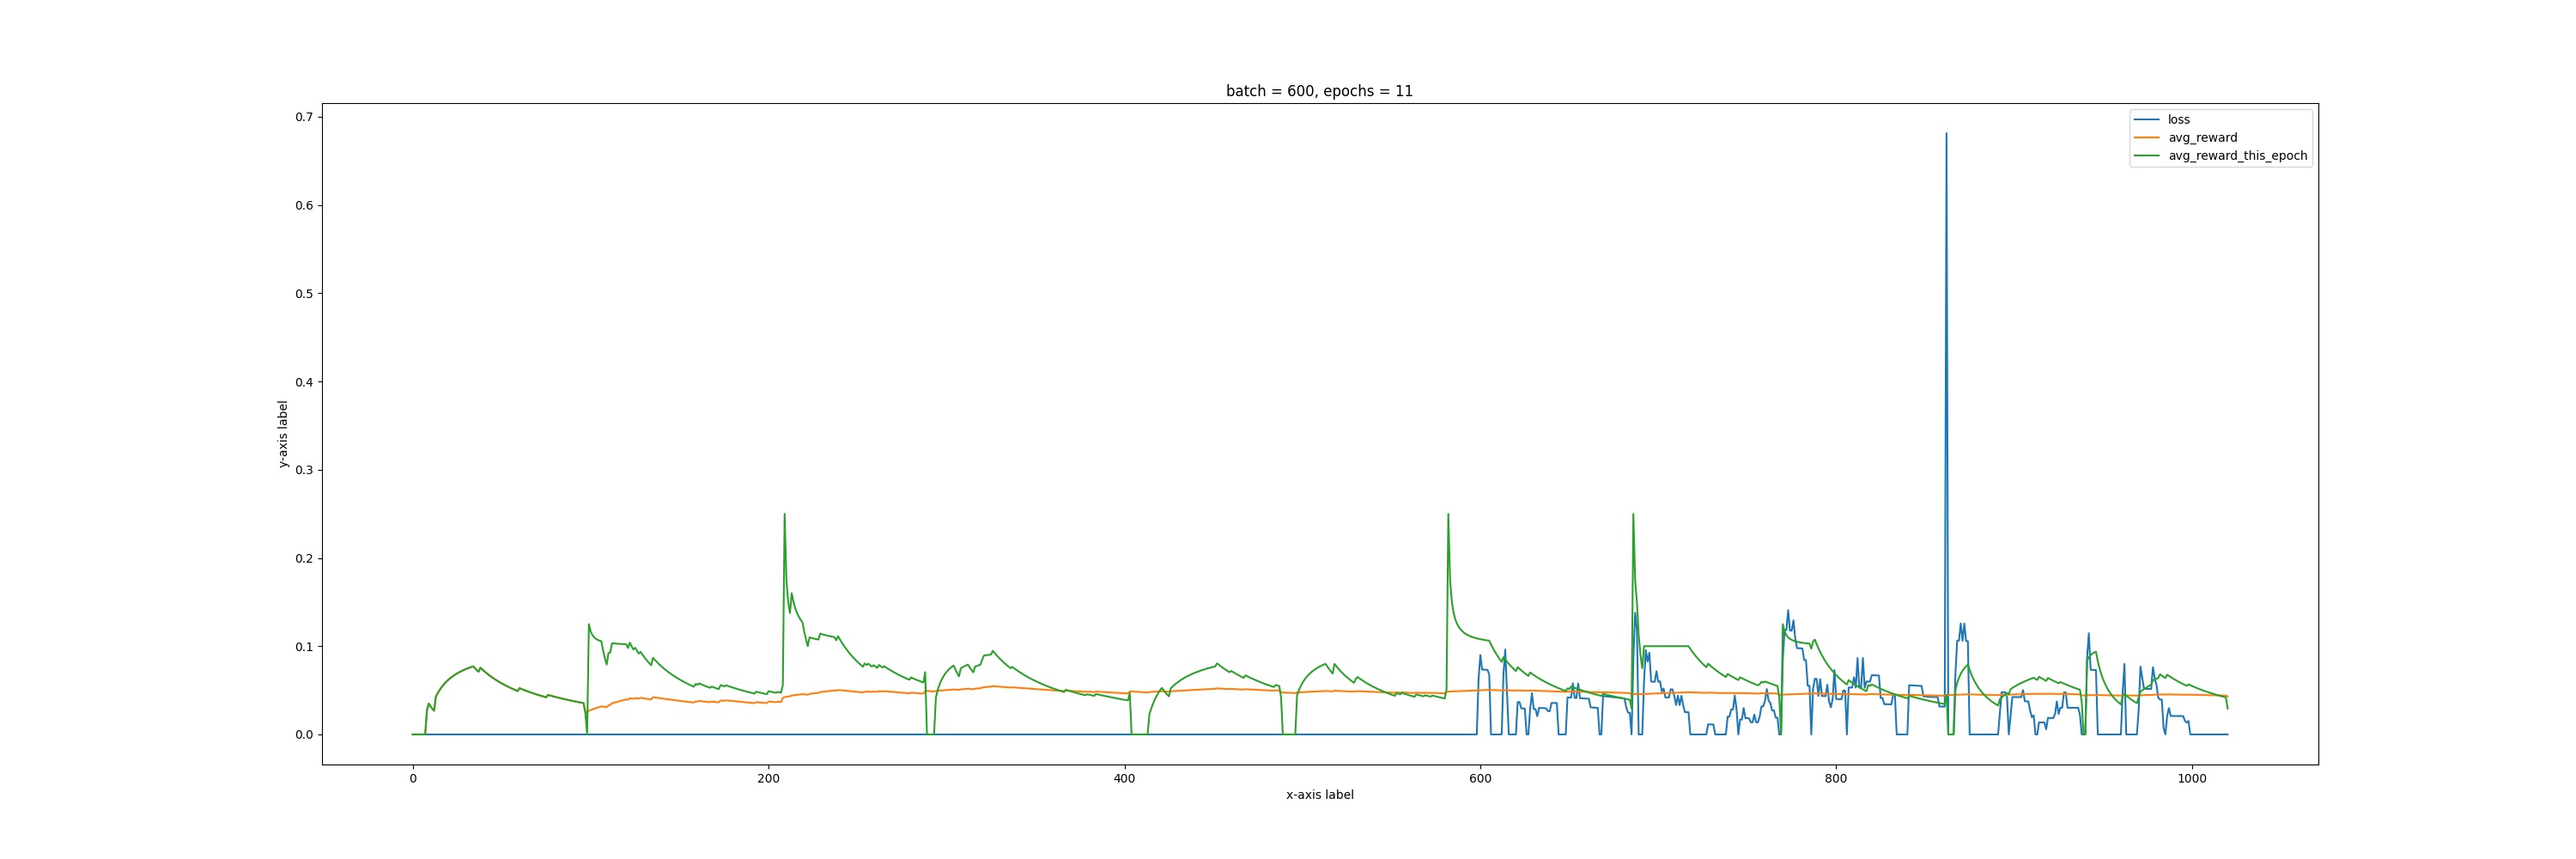 batch = 600, epochs = 11
loss
avg_reward
avg_reward_this_epoch
0.7
0.6
0.5
0.4
0.3
0.2
0.1
0.0
y-axis label
0 200 400 600 800 1000
x-axis label